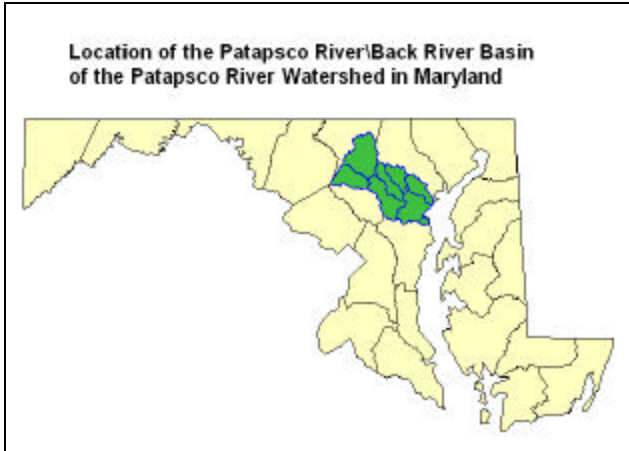 Location of the Patapsco River\Back River Basin
of the Patapsco River Watershed in Maryland